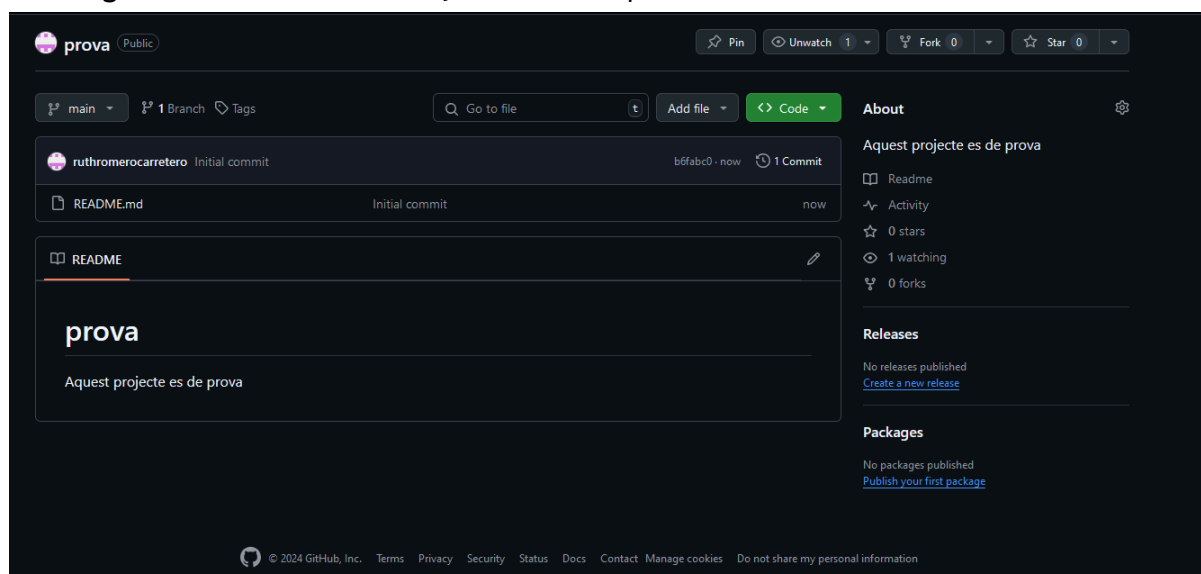 prova Public
Pin Unwatch 1 Fork 0 Star 0
main 1 Branch Tags Go to file t Add file Code
ruthromerocarretero Initial commit b6fabc0 · now 1 Commit
README.md Initial commit now
README
prova
Aquest projecte es de prova
About
Aquest projecte es de prova
Readme
Activity
0 stars
1 watching
0 forks
Releases
No releases published
Create a new release
Packages
No packages published
Publish your first package
© 2024 GitHub, Inc. Terms Privacy Security Status Docs Contact Manage cookies Do not share my personal information